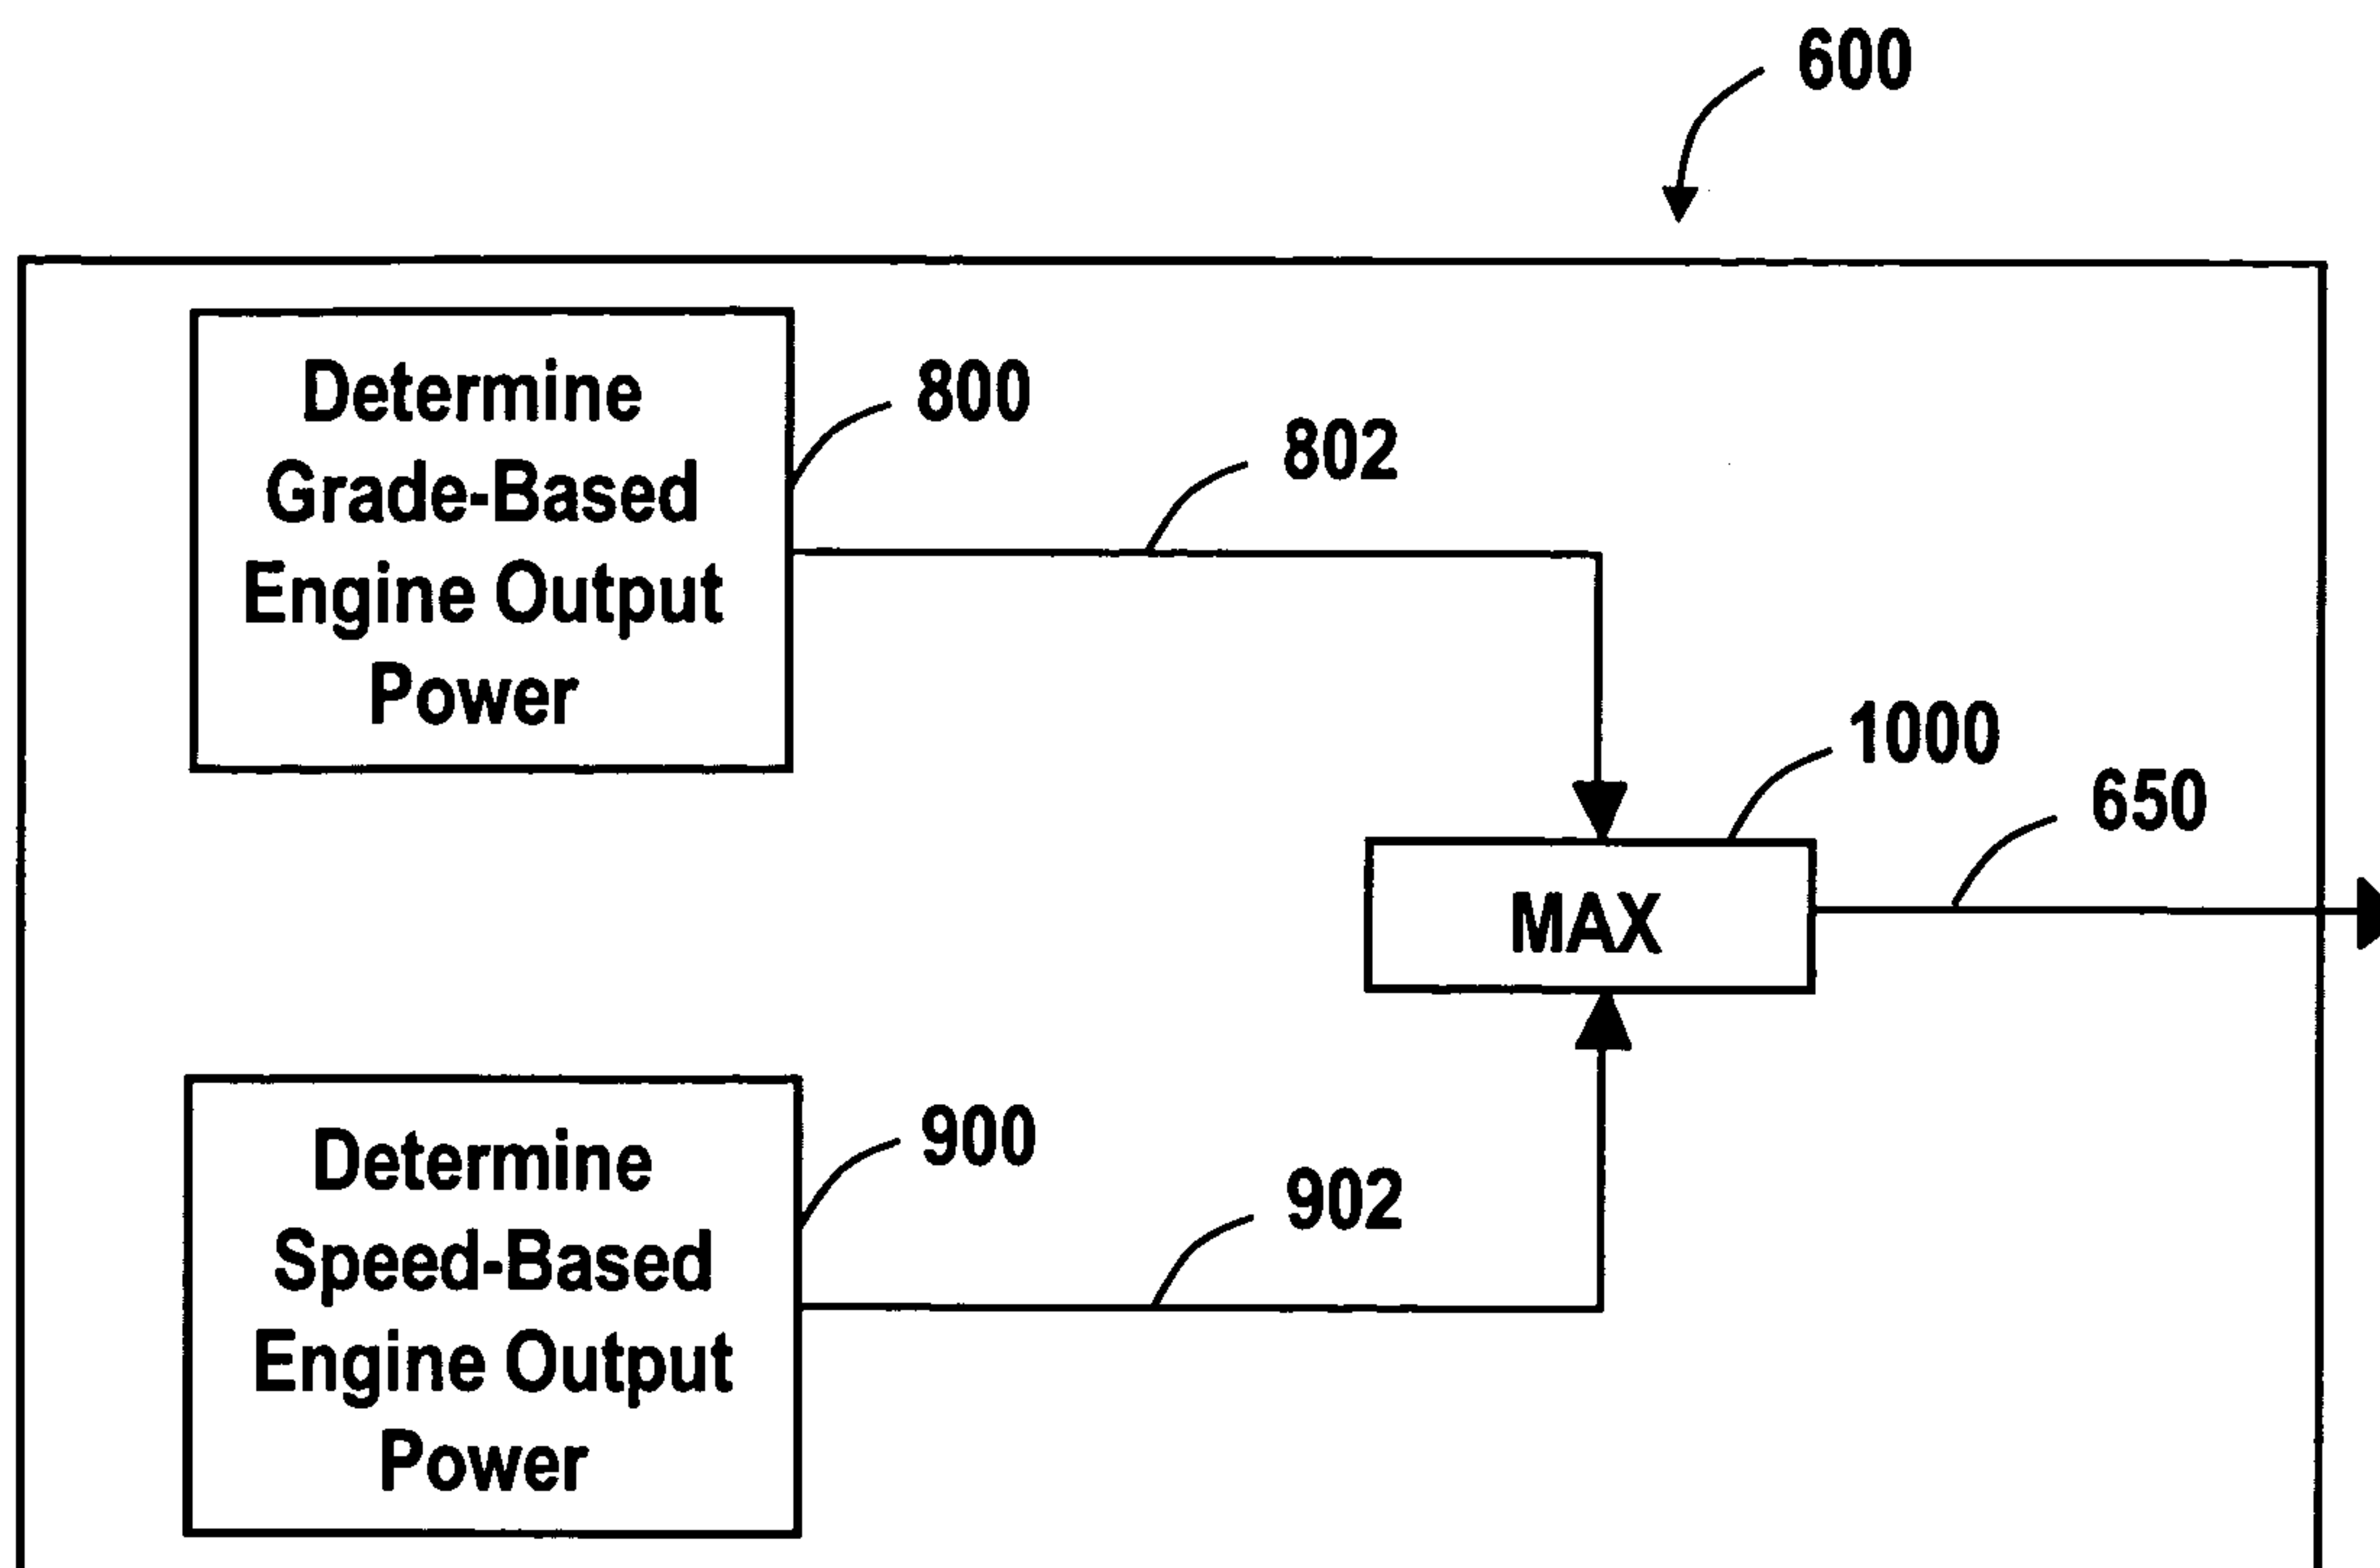 600
Determine
Grade-Based
Engine Output
Power
800
802
1000
650
MAX
Determine
Speed-Based
Engine Output
Power
900
902